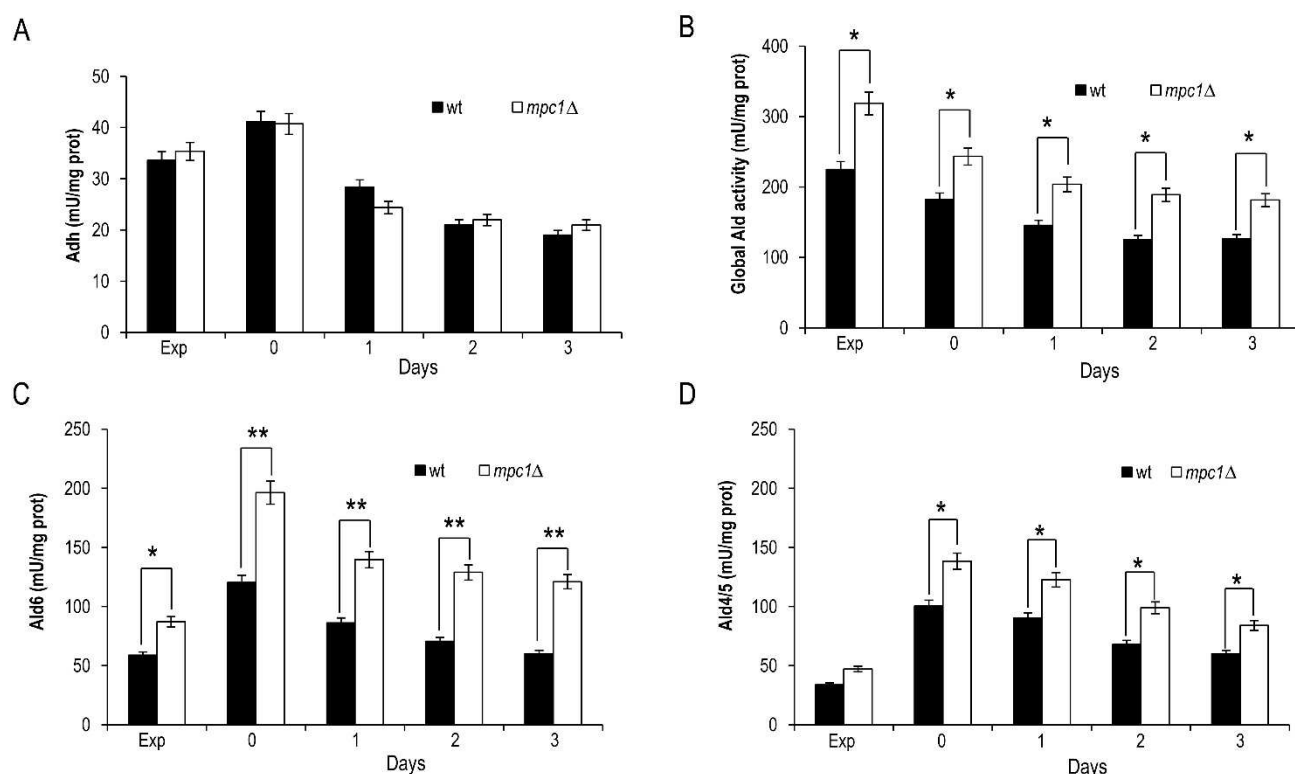 A
Adh (mU/mg prot)
50
40
30
20
10
0
wt
mpc1Δ
Exp
0
1
2
3
Days
B
Global Ald activity (mU/mg prot)
400
300
200
100
0
wt
mpc1Δ
*
*
*
*
*
Exp
0
1
2
3
Days
C
Ald6 (mU/mg prot)
250
200
150
100
50
0
wt
mpc1Δ
*
**
**
**
**
Exp
0
1
2
3
Days
D
Ald4/5 (mU/mg prot)
250
200
150
100
50
0
wt
mpc1Δ
*
*
*
*
Exp
0
1
2
3
Days